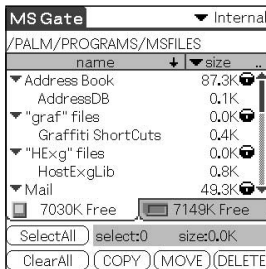 MS Gate Internal
/PALM/PROGRAMS/MSFILES
name size ..
Address Book 87.3K
AddressDB 0.1K
"graf" files 0.0K
Graffiti ShortCuts 0.4K
"HExg" files 0.0K
HostExgLib 0.8K
Mail 49.3K
7030K Free 7149K Free
SelectAll select:0 size:0.0K
ClearAll COPY MOVE DELETE